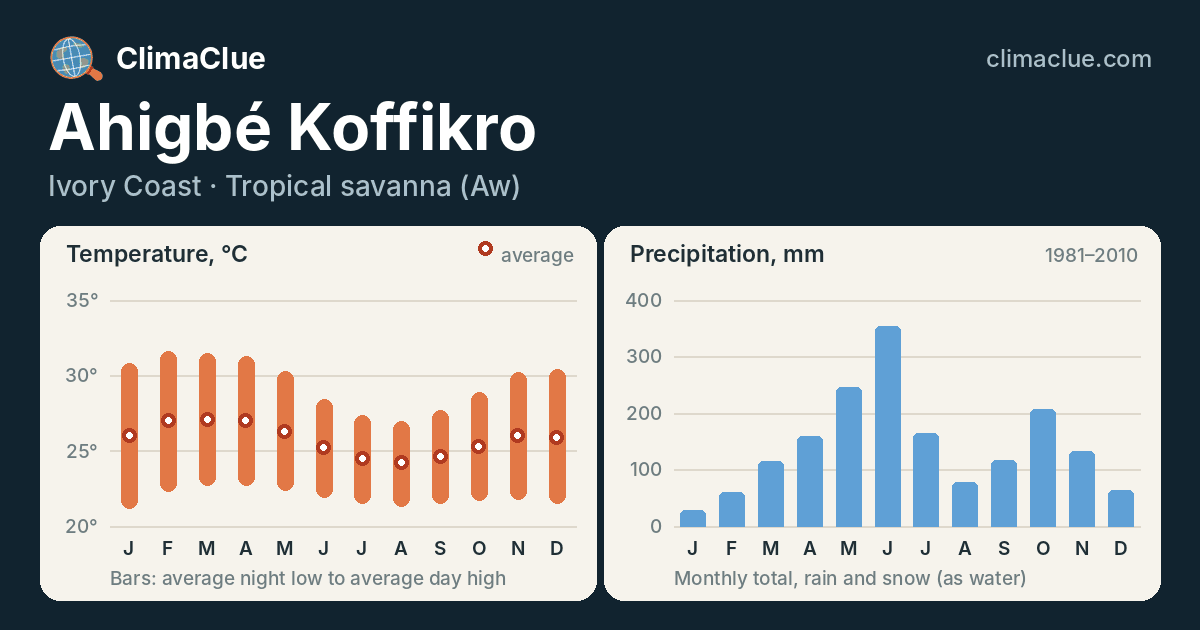 ClimaClue
climaclue.com
Ahigbé Koffikro
Ivory Coast · Tropical savanna (Aw)
Temperature, °C
average
35°
30°
25°
20°
J F M A M J J A S O N D
Bars: average night low to average day high
Precipitation, mm
1981–2010
400
300
200
100
0
J F M A M J J A S O N D
Monthly total, rain and snow (as water)